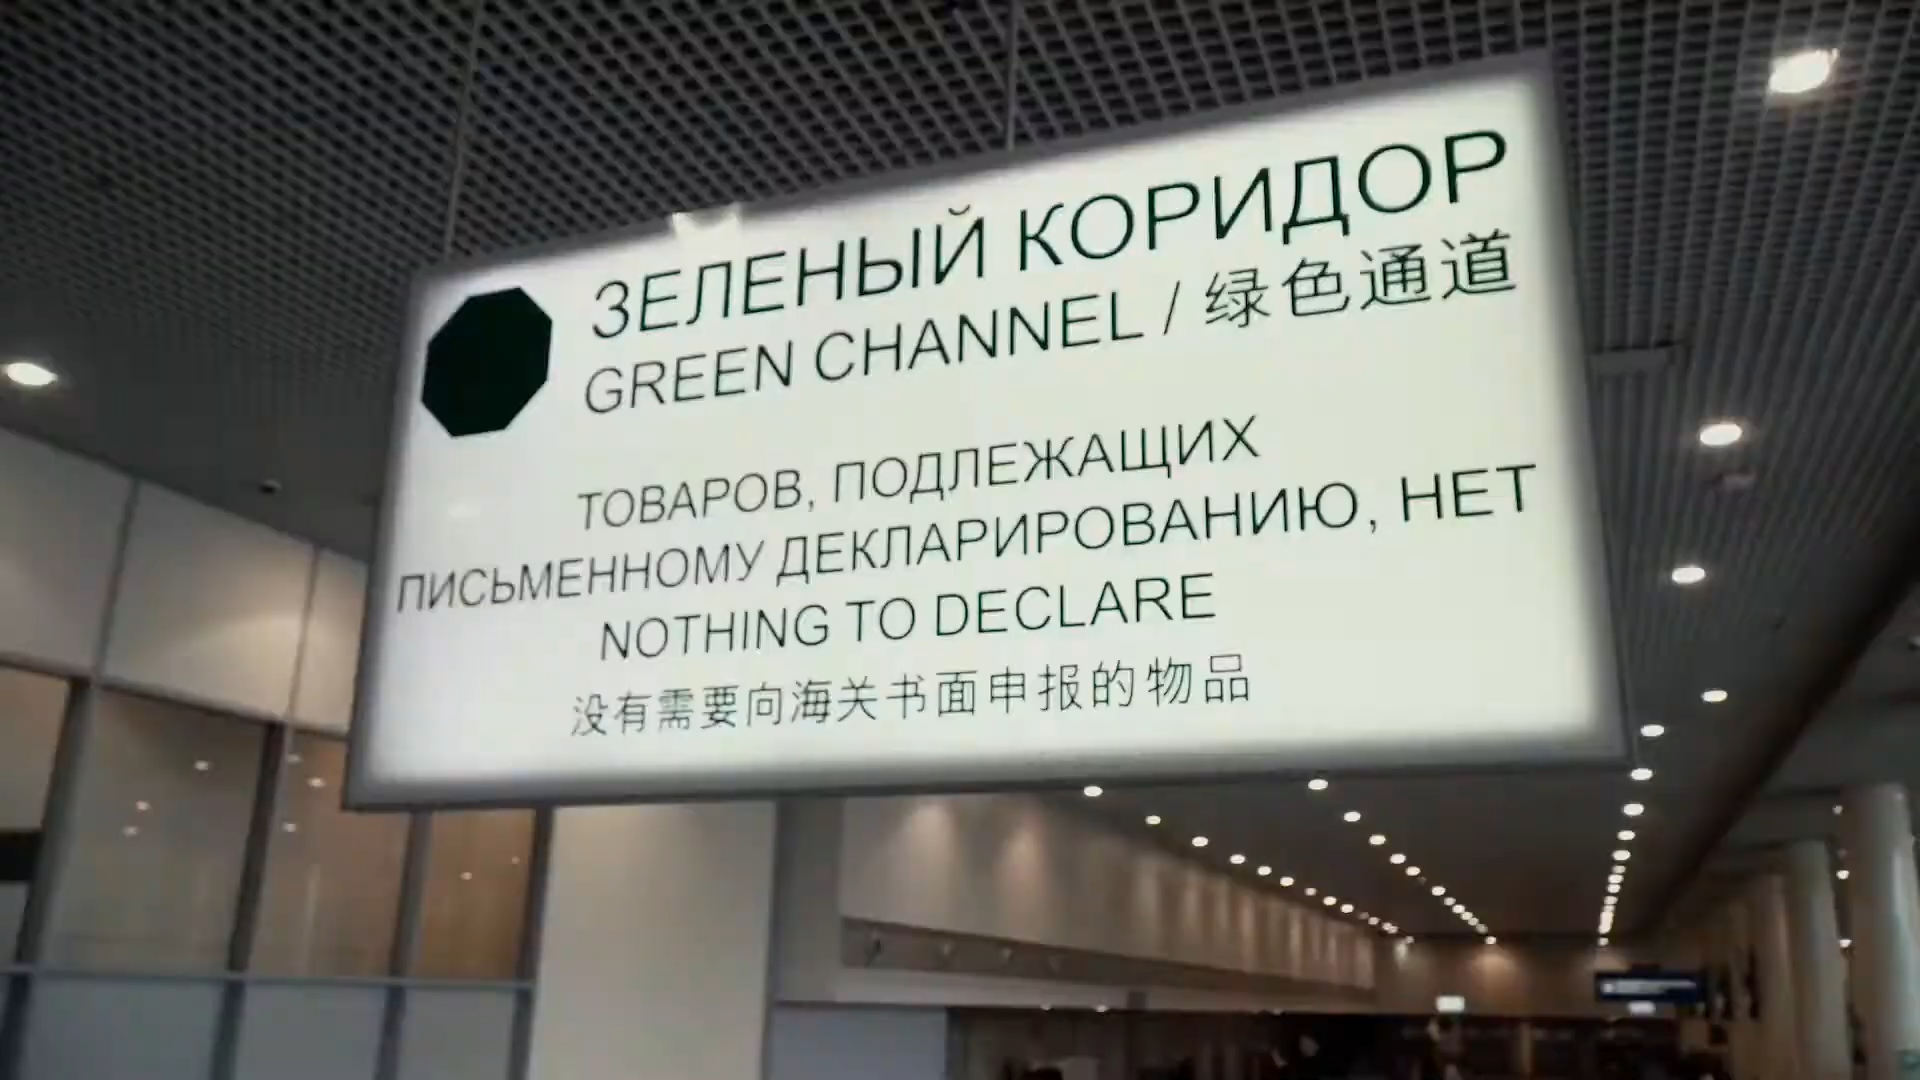 ЗЕЛЕНЫЙ КОРИДОР
GREEN CHANNEL / 绿色通道
ТОВАРОВ, ПОДЛЕЖАЩИХ
ПИСЬМЕННОМУ ДЕКЛАРИРОВАНИЮ, НЕТ
NOTHING TO DECLARE
没有需要向海关书面申报的物品